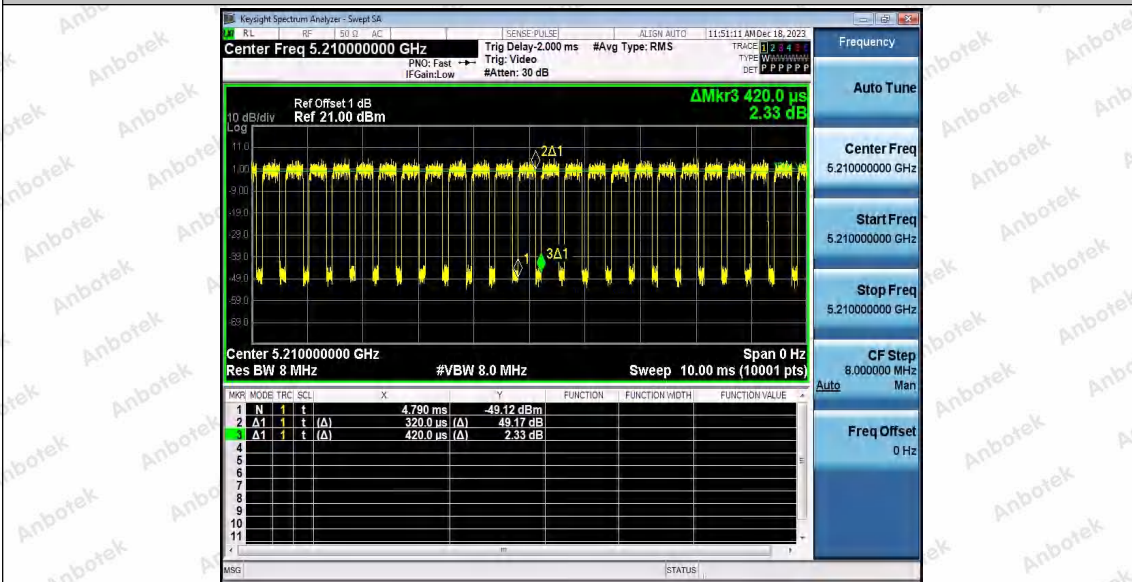 Keysight Spectrum Analyzer - Swept SA
RL RF 50 Ω AC SENSE:PULSE ALIGN AUTO 11:51:11 AM Dec 18, 2023
Center Freq 5.210000000 GHz
Trig Delay-2.000 ms #Avg Type: RMS
TRACE 1 2 3 4 5 6
PNO: Fast Trig: Video
TYPE
IFGain:Low #Atten: 30 dB
DET P P P P P P
ΔMkr3 420.0 µs
2.33 dB
Ref Offset 1 dB
10 dB/div Ref 21.00 dBm
Log
11.0
1.00
-9.00
-19.0
-29.0
-39.0
-49.0
-59.0
-69.0
2Δ1
1
3Δ1
Center 5.210000000 GHz Span 0 Hz
Res BW 8 MHz #VBW 8.0 MHz Sweep 10.00 ms (10001 pts)
MKR MODE TRC SCL X Y FUNCTION FUNCTION WIDTH FUNCTION VALUE
1 N 1 t 4.790 ms -49.12 dBm
2 Δ1 1 t (Δ) 320.0 µs (Δ) 49.17 dB
3 Δ1 1 t (Δ) 420.0 µs (Δ) 2.33 dB
4
5
6
7
8
9
10
11
MSG STATUS
Frequency
Auto Tune
Center Freq
5.210000000 GHz
Start Freq
5.210000000 GHz
Stop Freq
5.210000000 GHz
CF Step
8.000000 MHz
Auto Man
Freq Offset
0 Hz
Anbotek